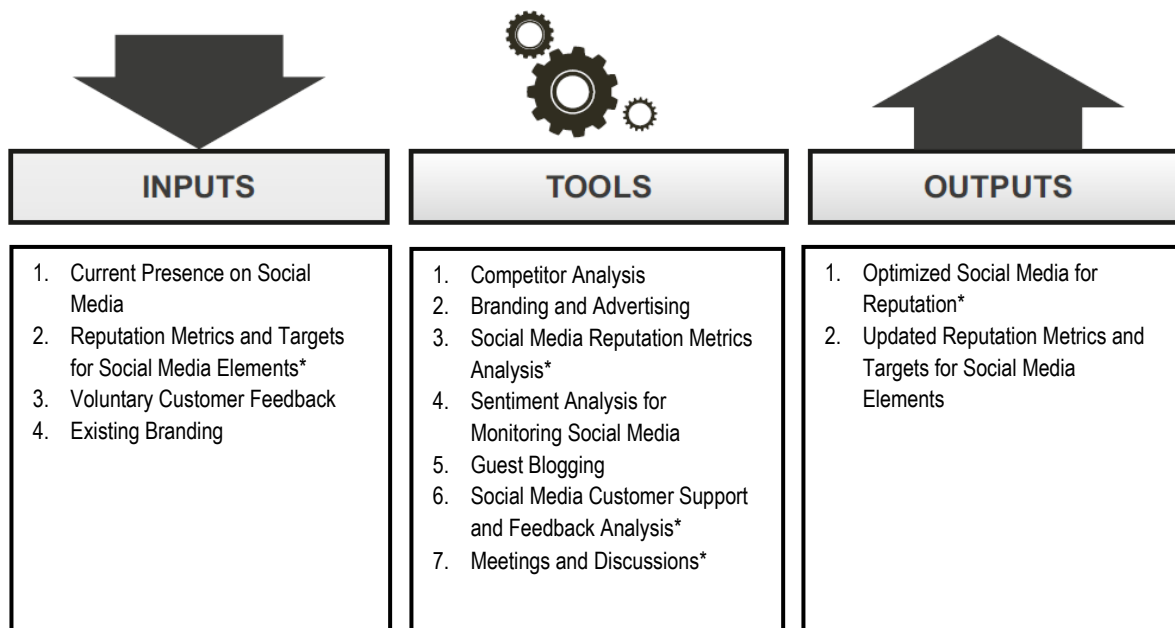 INPUTS
1. Current Presence on Social
Media
2. Reputation Metrics and Targets
for Social Media Elements*
3. Voluntary Customer Feedback
4. Existing Branding
TOOLS
1. Competitor Analysis
2. Branding and Advertising
3. Social Media Reputation Metrics
Analysis*
4. Sentiment Analysis for
Monitoring Social Media
5. Guest Blogging
6. Social Media Customer Support
and Feedback Analysis*
7. Meetings and Discussions*
OUTPUTS
1. Optimized Social Media for
Reputation*
2. Updated Reputation Metrics and
Targets for Social Media
Elements